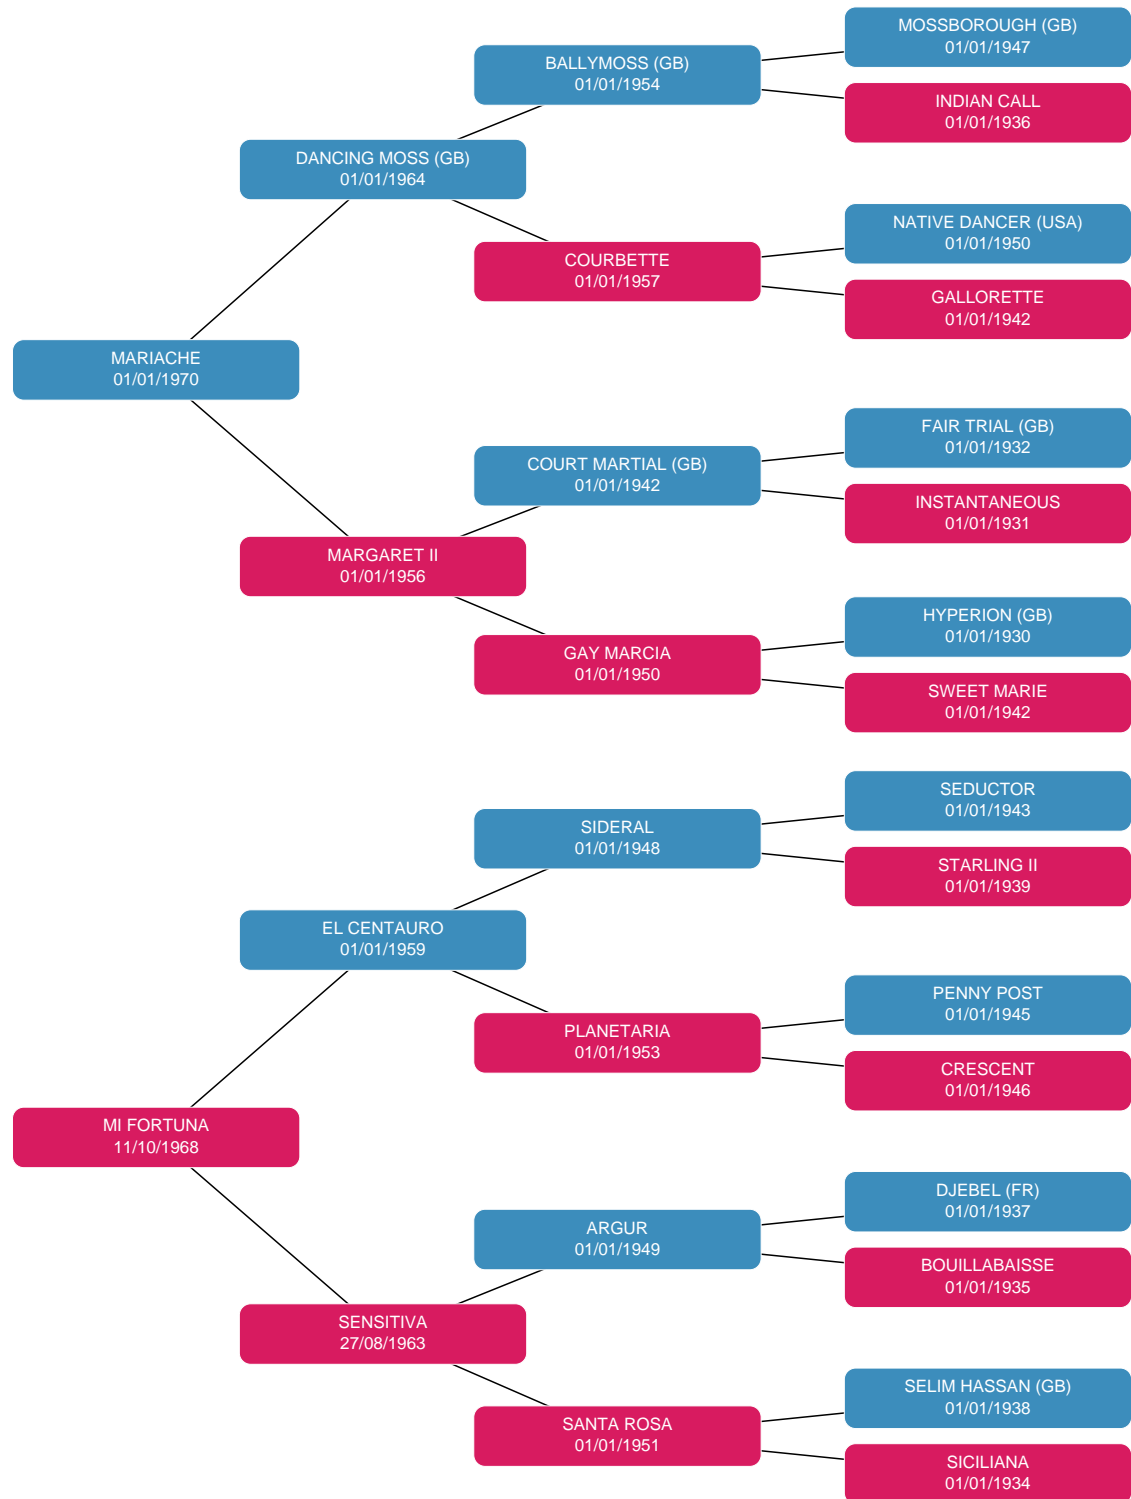 MOSSBOROUGH (GB)
01/01/1947
BALLYMOSS (GB)
01/01/1954
INDIAN CALL
01/01/1936
DANCING MOSS (GB)
01/01/1964
NATIVE DANCER (USA)
01/01/1950
COURBETTE
01/01/1957
GALLORETTE
01/01/1942
MARIACHE
01/01/1970
FAIR TRIAL (GB)
01/01/1932
COURT MARTIAL (GB)
01/01/1942
INSTANTANEOUS
01/01/1931
MARGARET II
01/01/1956
HYPERION (GB)
01/01/1930
GAY MARCIA
01/01/1950
SWEET MARIE
01/01/1942
SEDUCTOR
01/01/1943
SIDERAL
01/01/1948
STARLING II
01/01/1939
EL CENTAURO
01/01/1959
PENNY POST
01/01/1945
PLANETARIA
01/01/1953
CRESCENT
01/01/1946
MI FORTUNA
11/10/1968
DJEBEL (FR)
01/01/1937
ARGUR
01/01/1949
BOUILLABAISSE
01/01/1935
SENSITIVA
27/08/1963
SELIM HASSAN (GB)
01/01/1938
SANTA ROSA
01/01/1951
SICILIANA
01/01/1934